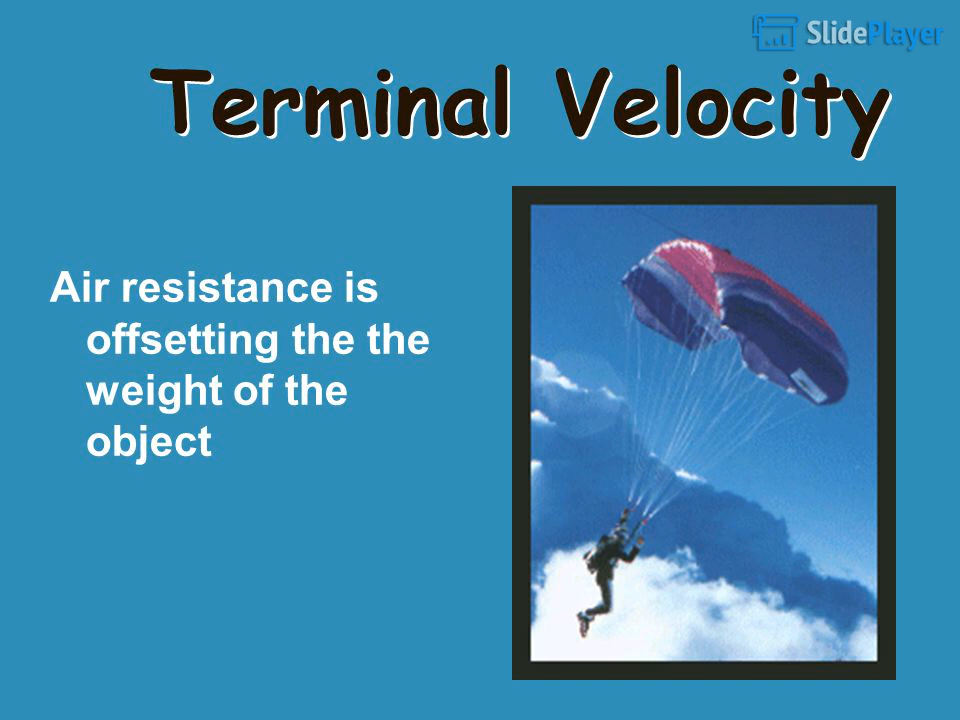 SlidePlayer
Terminal Velocity
Air resistance is
offsetting the the
weight of the
object